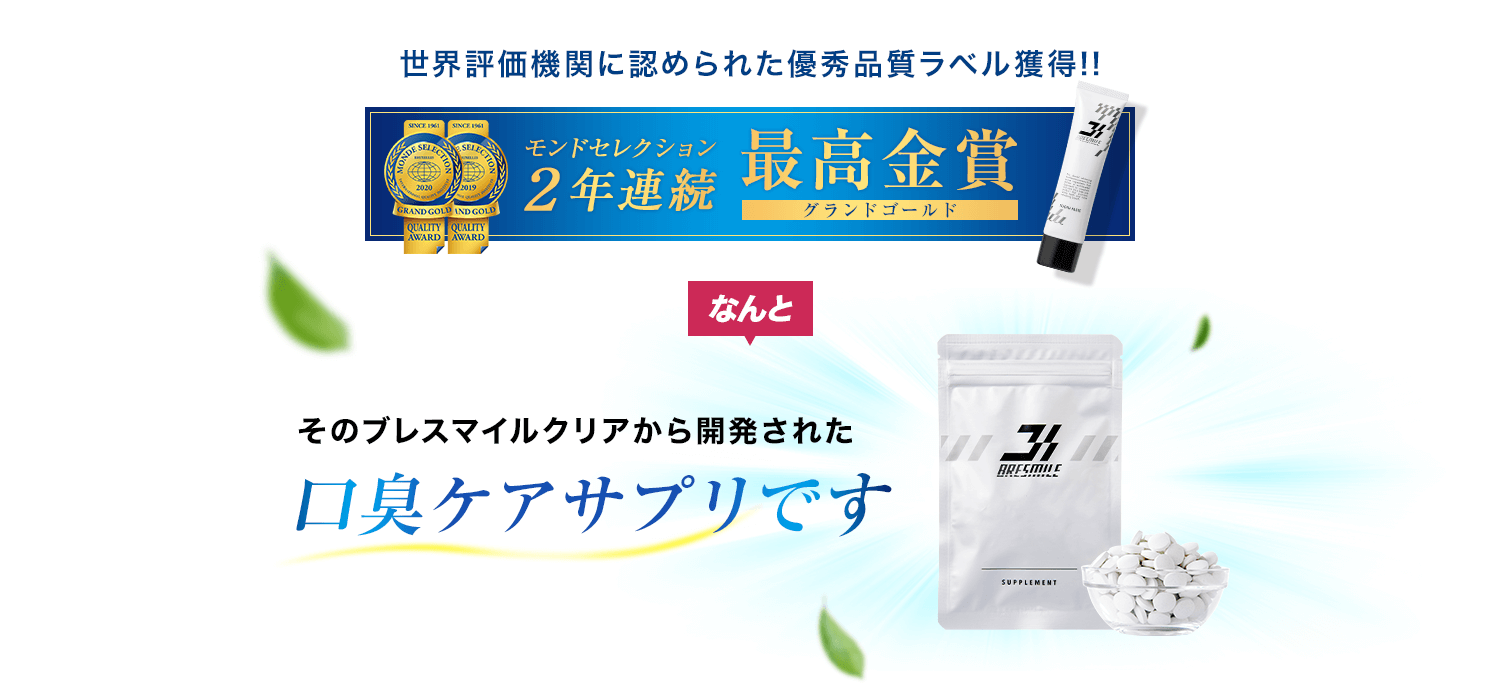 世界評価機関に認められた優秀品質ラベル獲得!!
SINCE 1961
SINCE 1961
MONDE SELECTION
SELECTION
2020
2019
GRAND GOLD
ND GOLD
QUALITY
AWARD
QUALITY
AWARD
モンドセレクション
2年連続
最高金賞
グランドゴールド
なんと
そのブレスマイルクリアから開発された
口臭ケアサプリです
BRESMILE
SUPPLEMENT